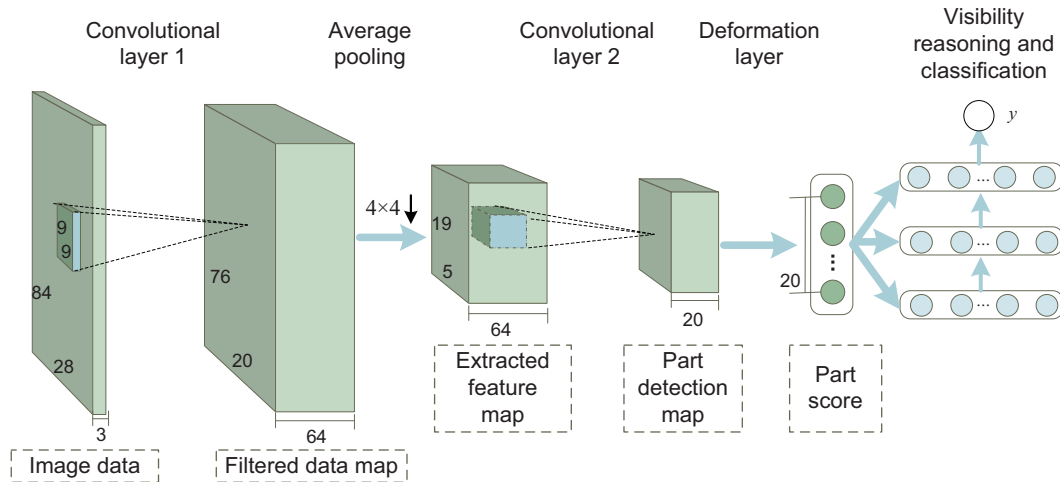 Convolutional
layer 1
Average
pooling
Convolutional
layer 2
Deformation
layer
Visibility
reasoning and
classification
y
...
4×4
9
9
84
28
3
76
20
64
19
5
64
20
20
...
...
...
Image data
Filtered data map
Extracted
feature
map
Part
detection
map
Part
score